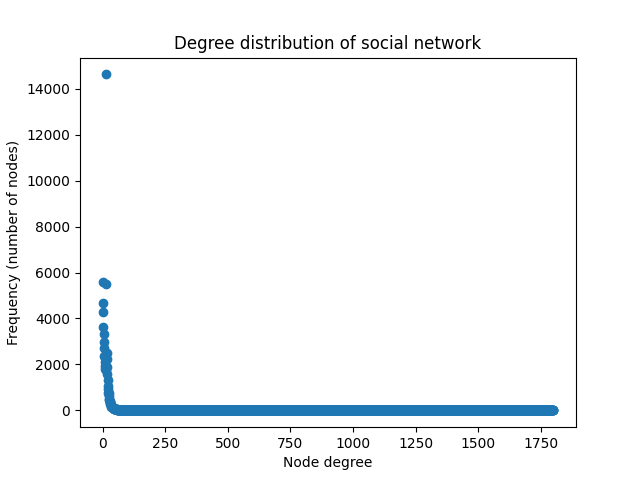 Degree distribution of social network
14000
12000
10000
8000
6000
4000
2000
0
Frequency (number of nodes)
0 250 500 750 1000 1250 1500 1750
Node degree